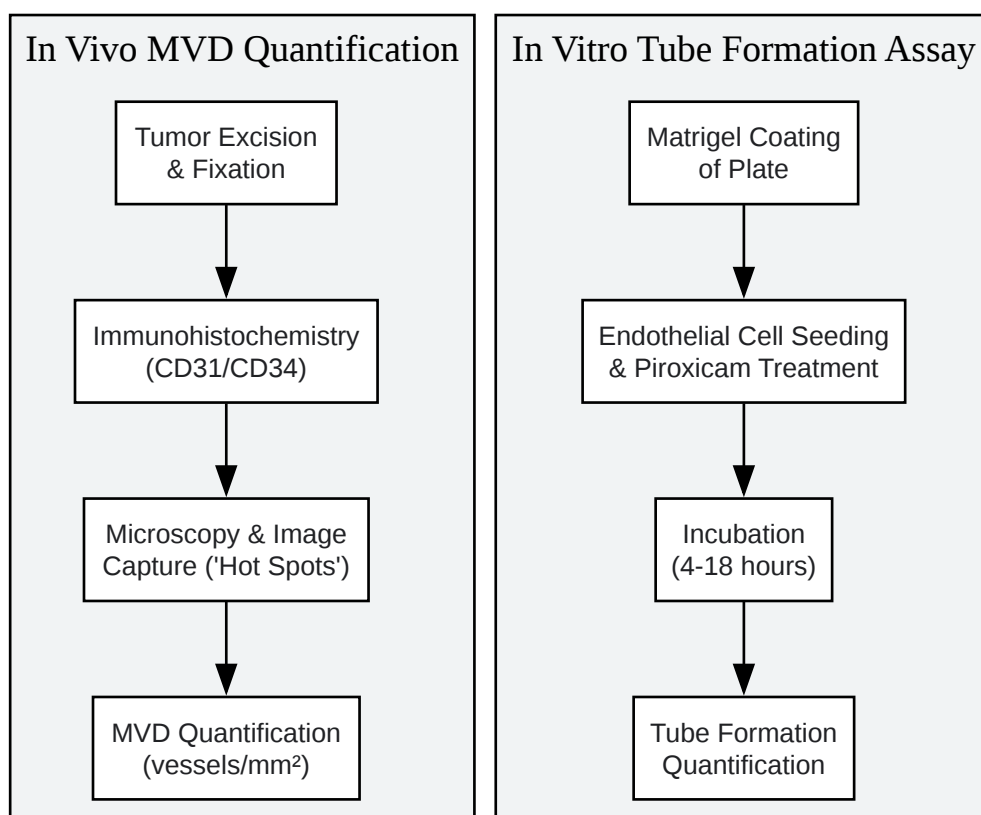 In Vivo MVD Quantification
Tumor Excision
& Fixation
Immunohistochemistry
(CD31/CD34)
Microscopy & Image
Capture ('Hot Spots')
MVD Quantification
(vessels/mm²)
In Vitro Tube Formation Assay
Matrigel Coating
of Plate
Endothelial Cell Seeding
& Piroxicam Treatment
Incubation
(4-18 hours)
Tube Formation
Quantification